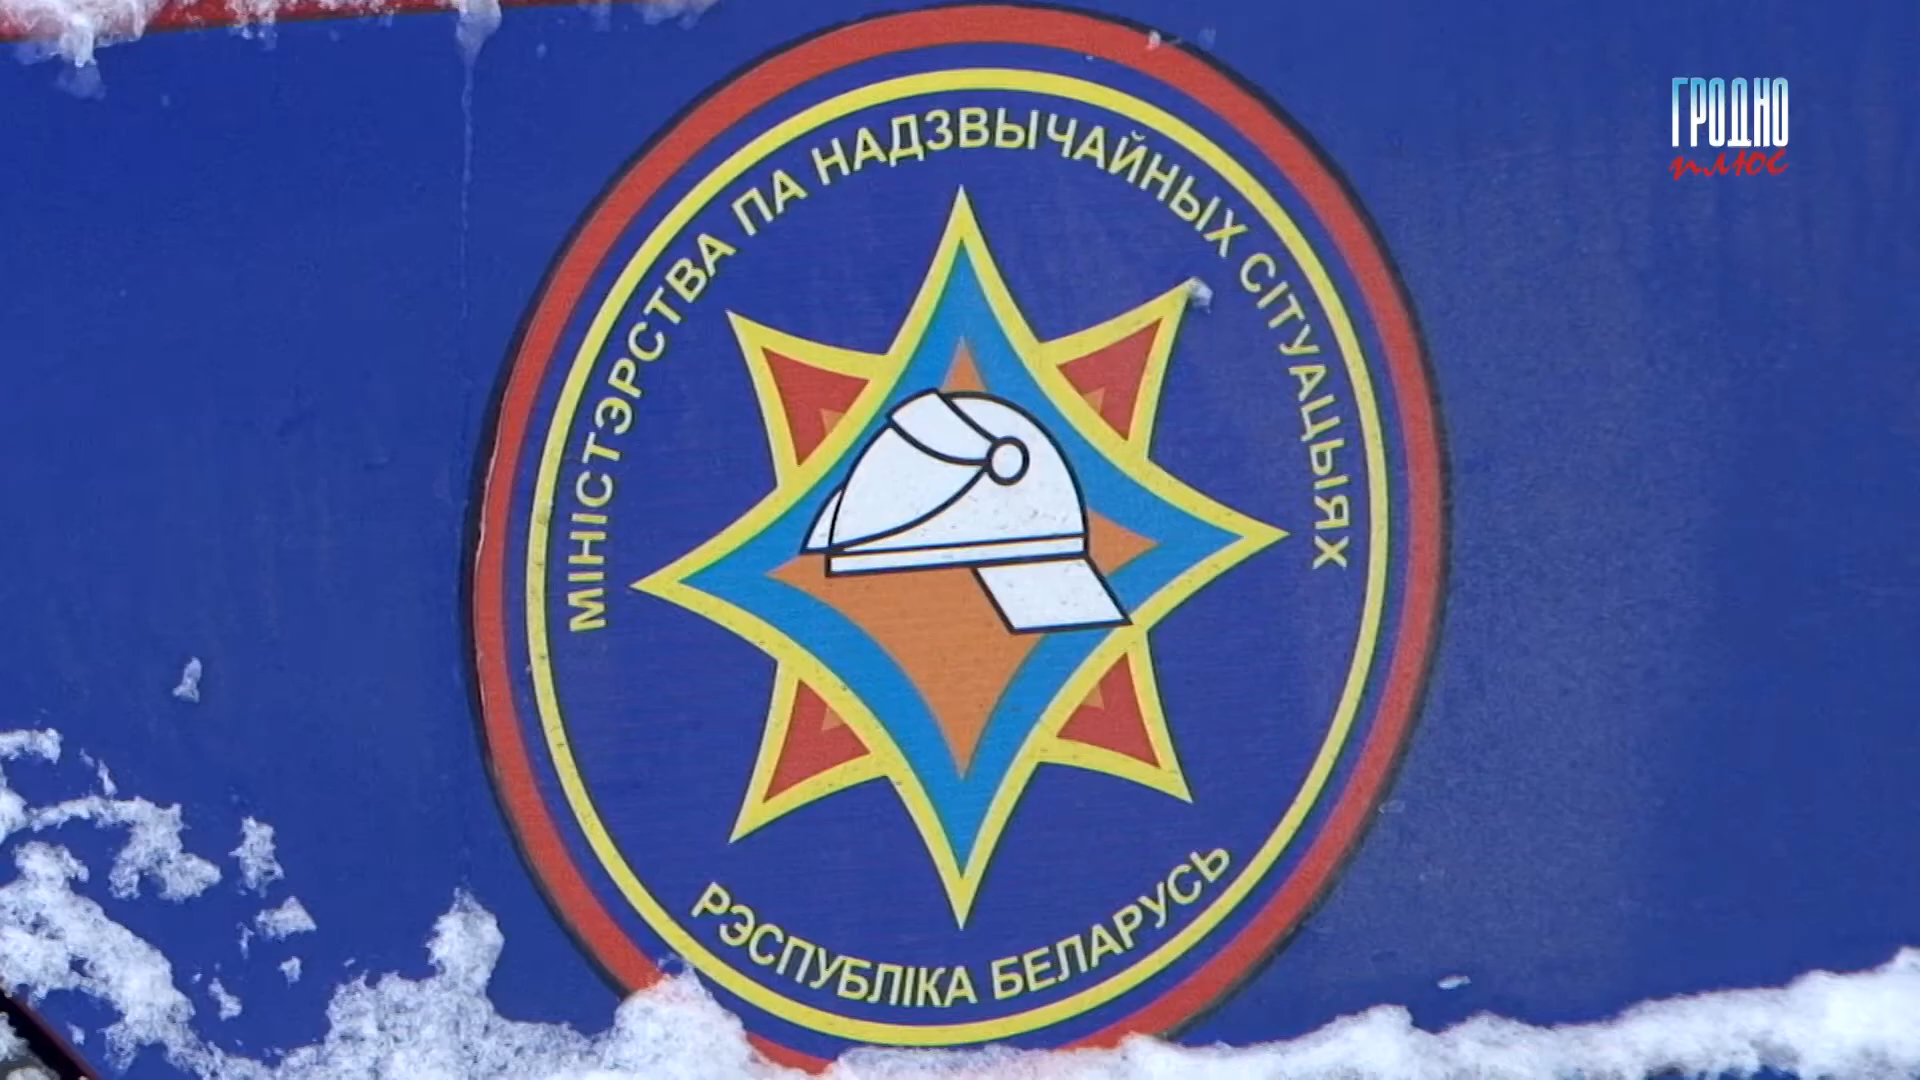 МІНІСТЭРСТВА ПА НАДЗВЫЧАЙНЫХ СІТУАЦЫЯХ
РЭСПУБЛІКА БЕЛАРУСЬ
ГРОДНО
плюс